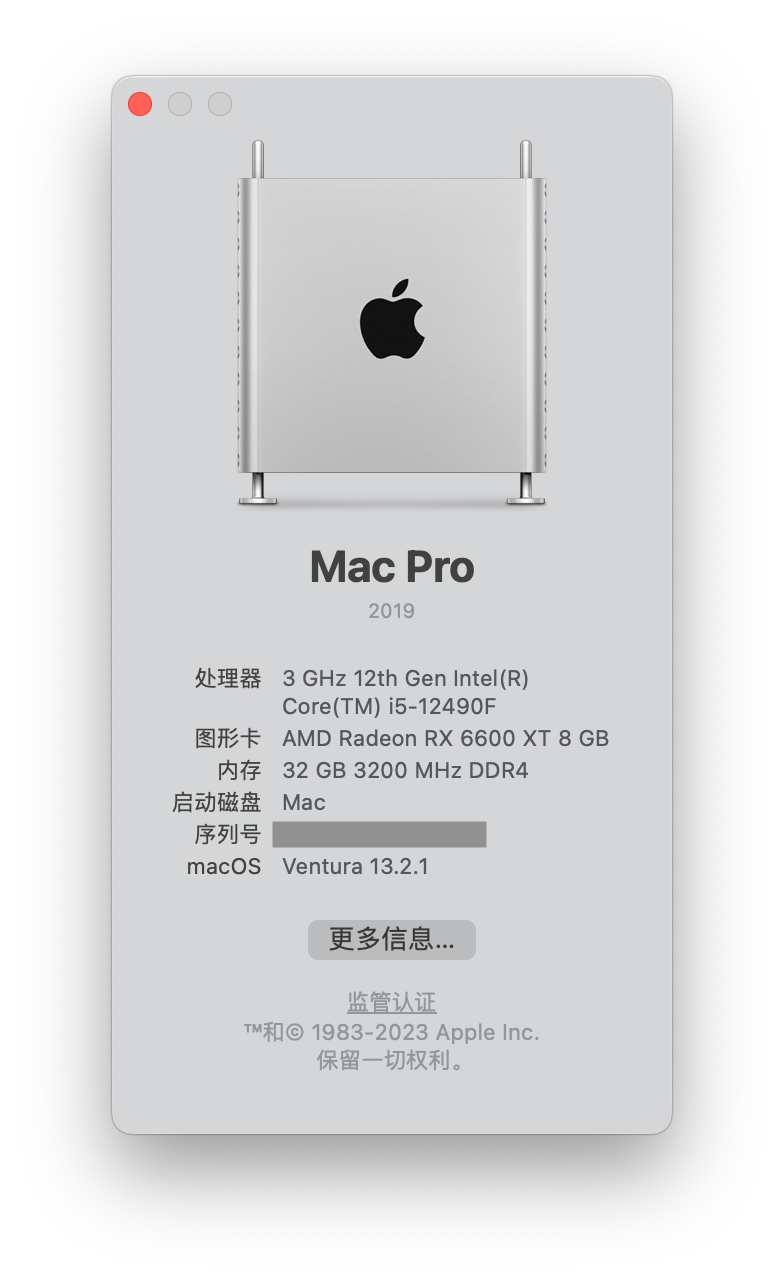 Mac Pro
2019
处理器 3 GHz 12th Gen Intel(R)
Core(TM) i5-12490F
图形卡 AMD Radeon RX 6600 XT 8 GB
内存 32 GB 3200 MHz DDR4
启动磁盘 Mac
序列号
macOS Ventura 13.2.1
更多信息...
监管认证
™和© 1983-2023 Apple Inc.
保留一切权利。